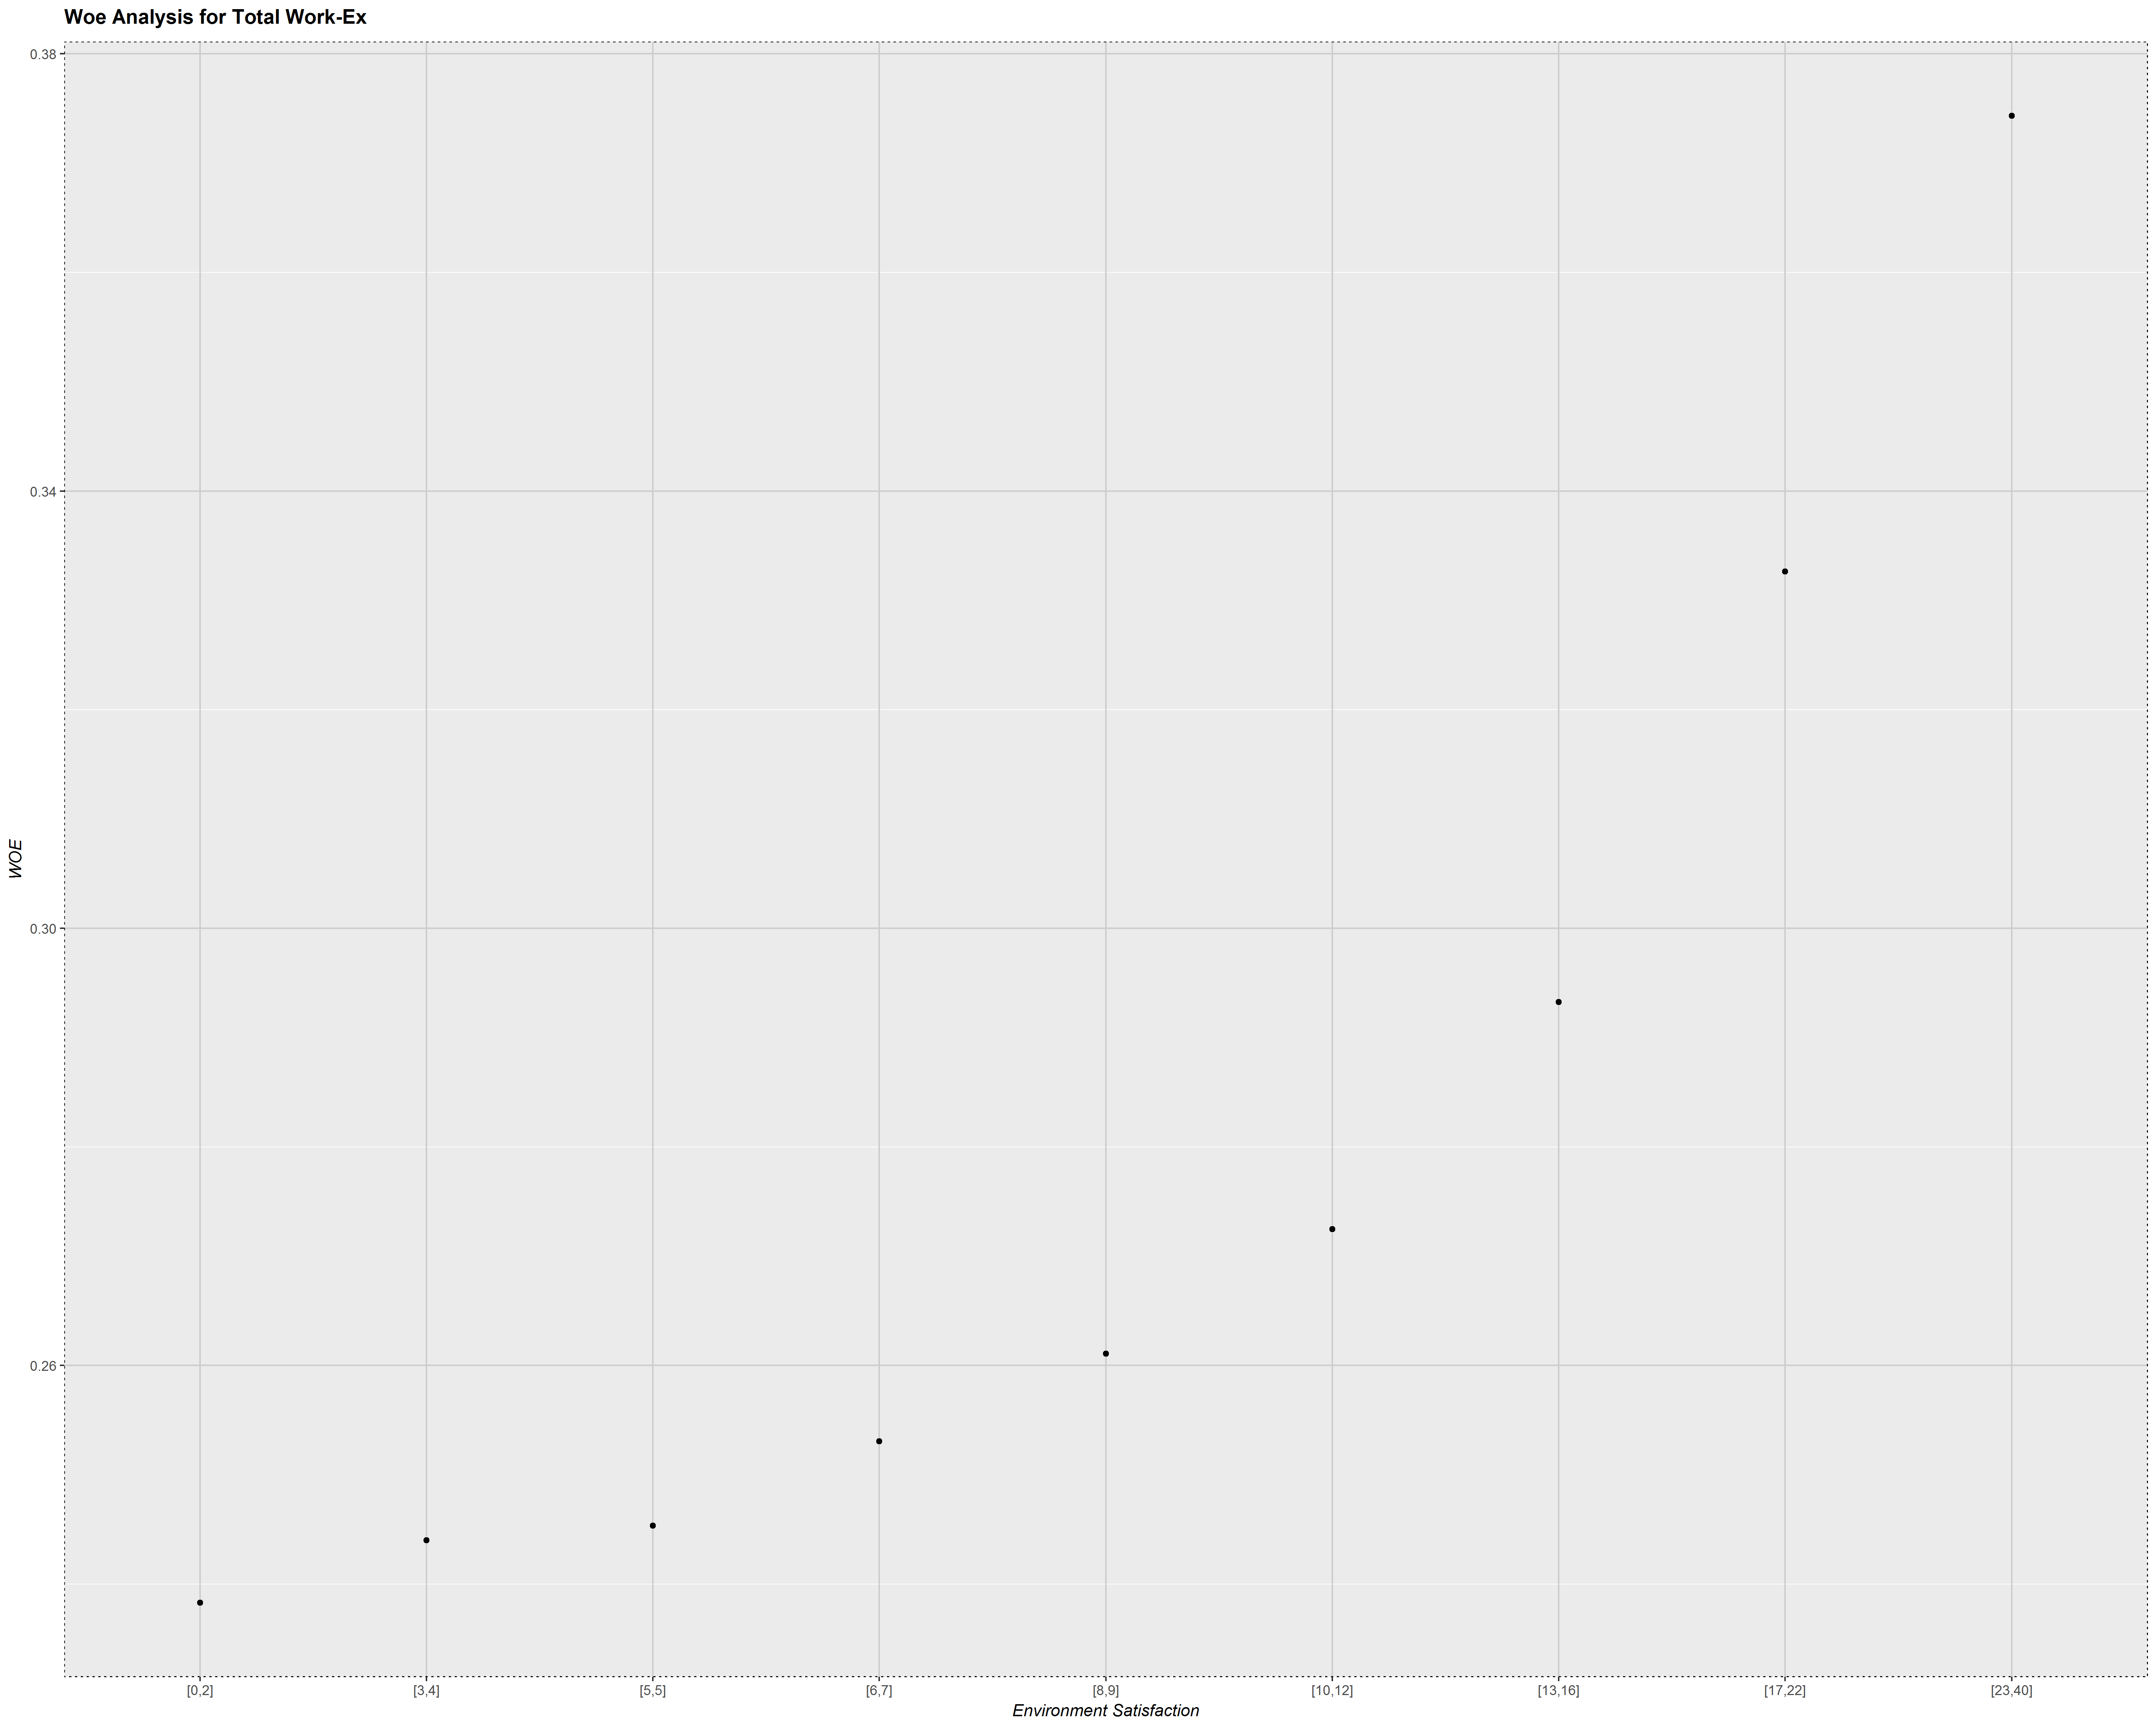 Woe Analysis for Total Work-Ex
0.38
0.34
0.30
0.26
WOE
[0,2] [3,4] [5,5] [6,7] [8,9] [10,12] [13,16] [17,22] [23,40]
Environment Satisfaction